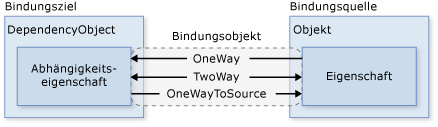 Bindungsziel
Bindungsquelle
DependencyObject
Bindungsobjekt
Objekt
OneWay
Abhängigkeits-
eigenschaft
TwoWay
Eigenschaft
OneWayToSource